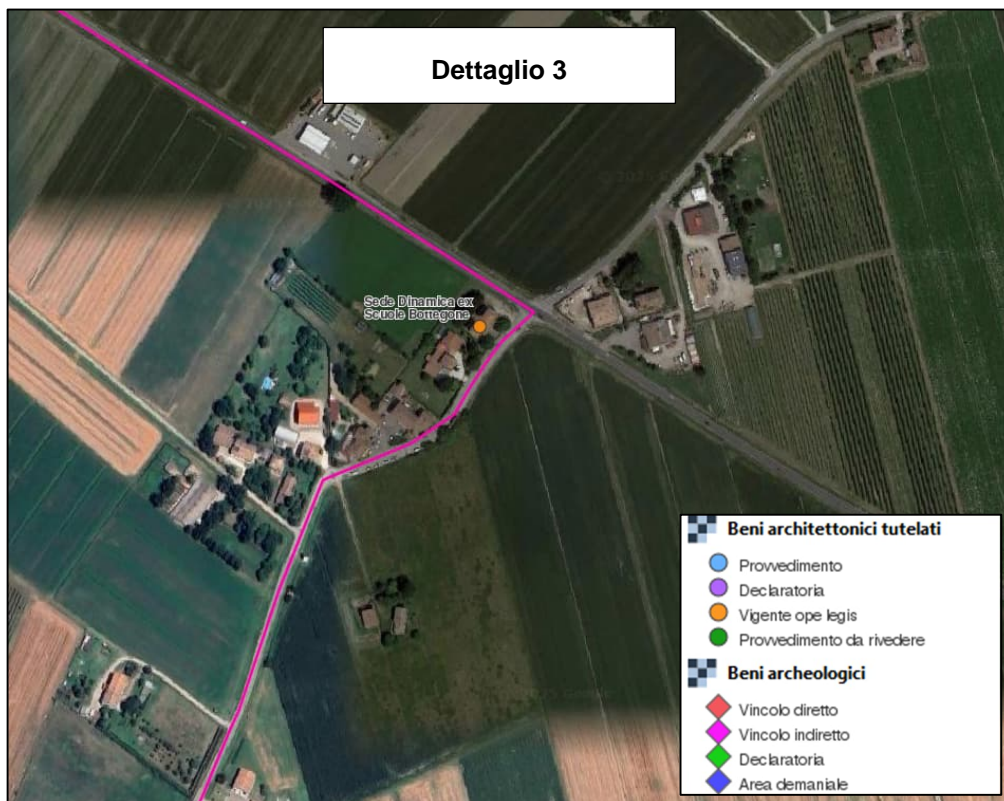 Dettaglio 3
Sede Dinamica ex
Scuole Bottegone
Beni architettonici tutelati
Provvedimento
Declaratoria
Vigente ope legis
Provvedimento da rivedere
Beni archeologici
Vincolo diretto
Vincolo indiretto
Declaratoria
Area demaniale